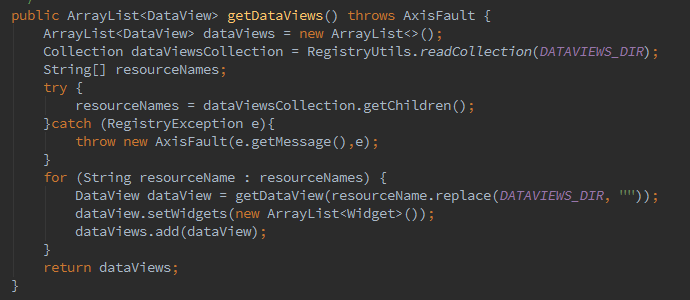 public ArrayList<DataView> getDataViews() throws AxisFault {
    ArrayList<DataView> dataViews = new ArrayList<>();
    Collection dataViewsCollection = RegistryUtils.readCollection(DATAVIEWS_DIR);
    String[] resourceNames;
    try {
        resourceNames = dataViewsCollection.getChildren();
    }catch (RegistryException e){
        throw new AxisFault(e.getMessage(),e);
    }
    for (String resourceName : resourceNames) {
        DataView dataView = getDataView(resourceName.replace(DATAVIEWS_DIR, ""));
        dataView.setWidgets(new ArrayList<Widget>());
        dataViews.add(dataView);
    }
    return dataViews;
}